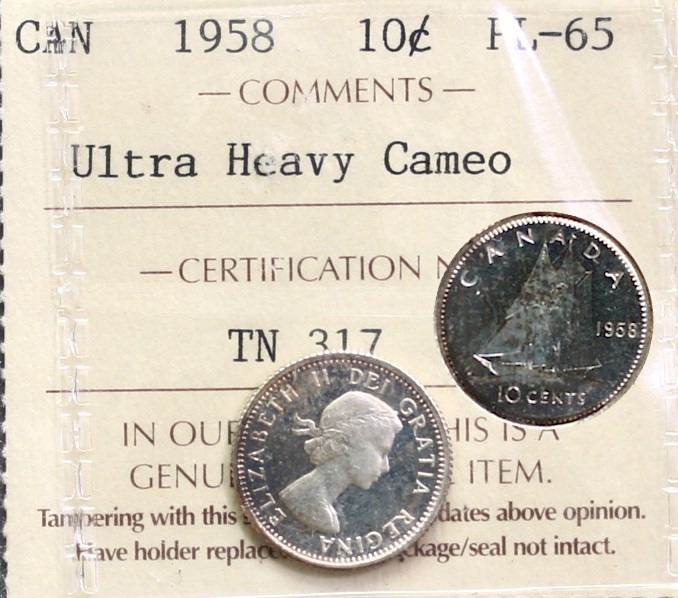 CAN 1958 10¢ PL-65
— COMMENTS —
Ultra Heavy Cameo
— CERTIFICATION N
TN 317
IN OUR HIS IS A
GENU ITEM.
Tampering with this s dates above opinion.
Have holder replaced ckage/seal not intact.
CANADA
1958
10 CENTS
ELIZABETH II DEI GRATIA REGINA